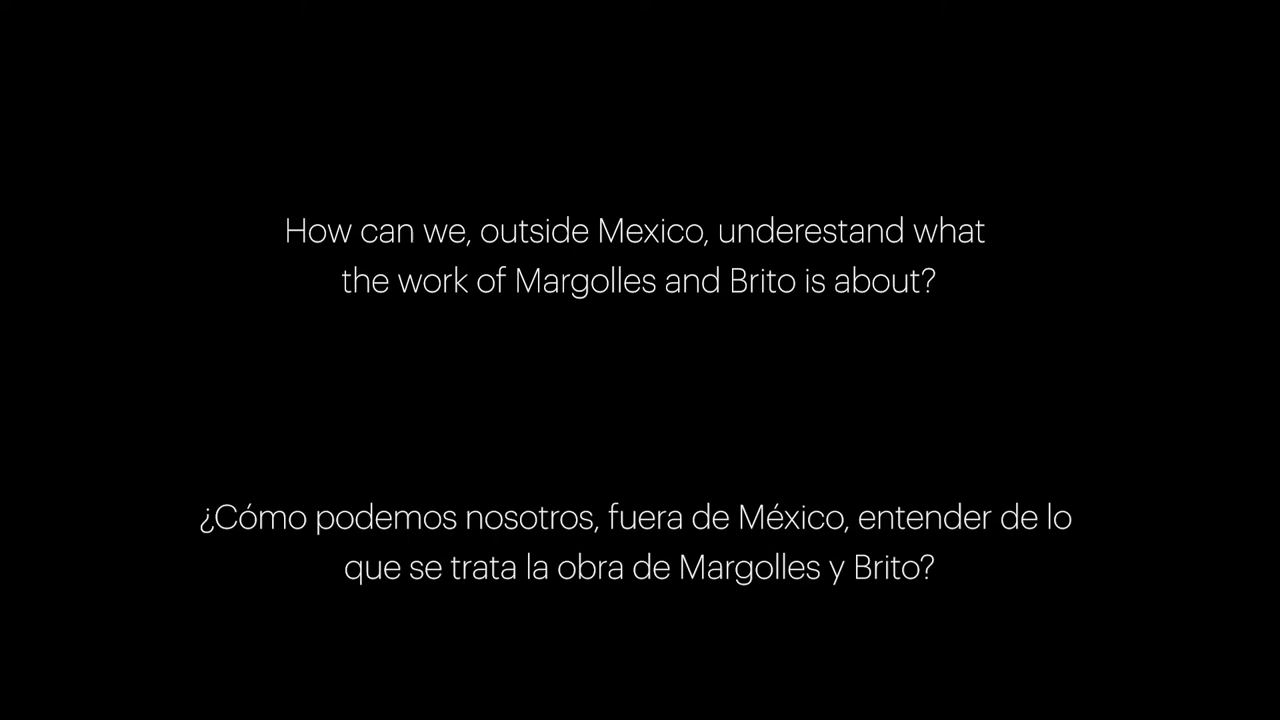 How can we, outside Mexico, underestand what
the work of Margolles and Brito is about?
¿Cómo podemos nosotros, fuera de México, entender de lo
que se trata la obra de Margolles y Brito?